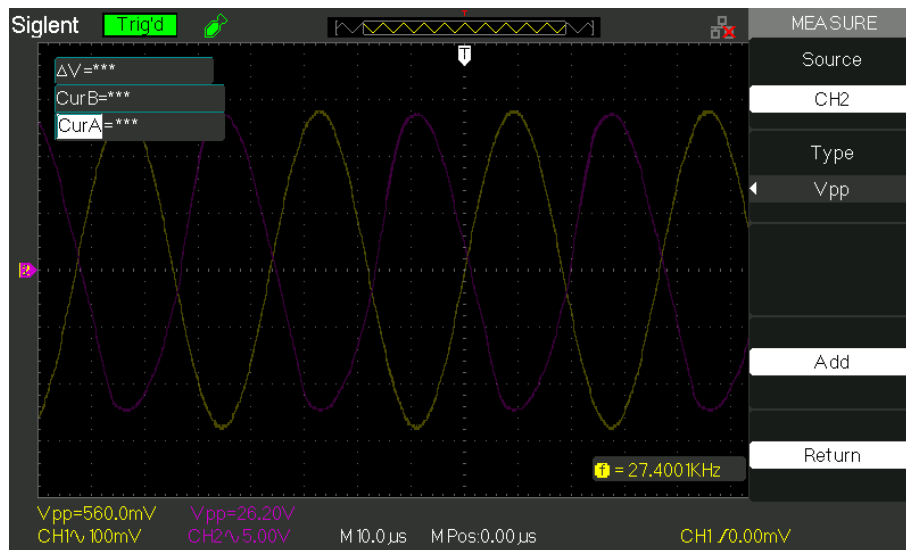 Siglent Trig'd T MEASURE
T
Source
CH2
Type
Vpp
Add
Return
ΔV=***
CurB=***
CurA=***
2
f = 27.4001KHz
Vpp=560.0mV Vpp=26.20V
CH1∿ 100mV CH2∿ 5.00V M 10.0µs M Pos:0.00µs CH1 /0.00mV